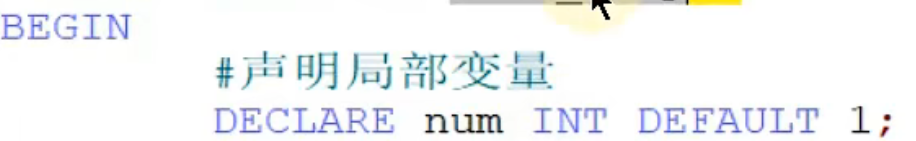 BEGIN
#声明局部变量
DECLARE num INT DEFAULT 1;